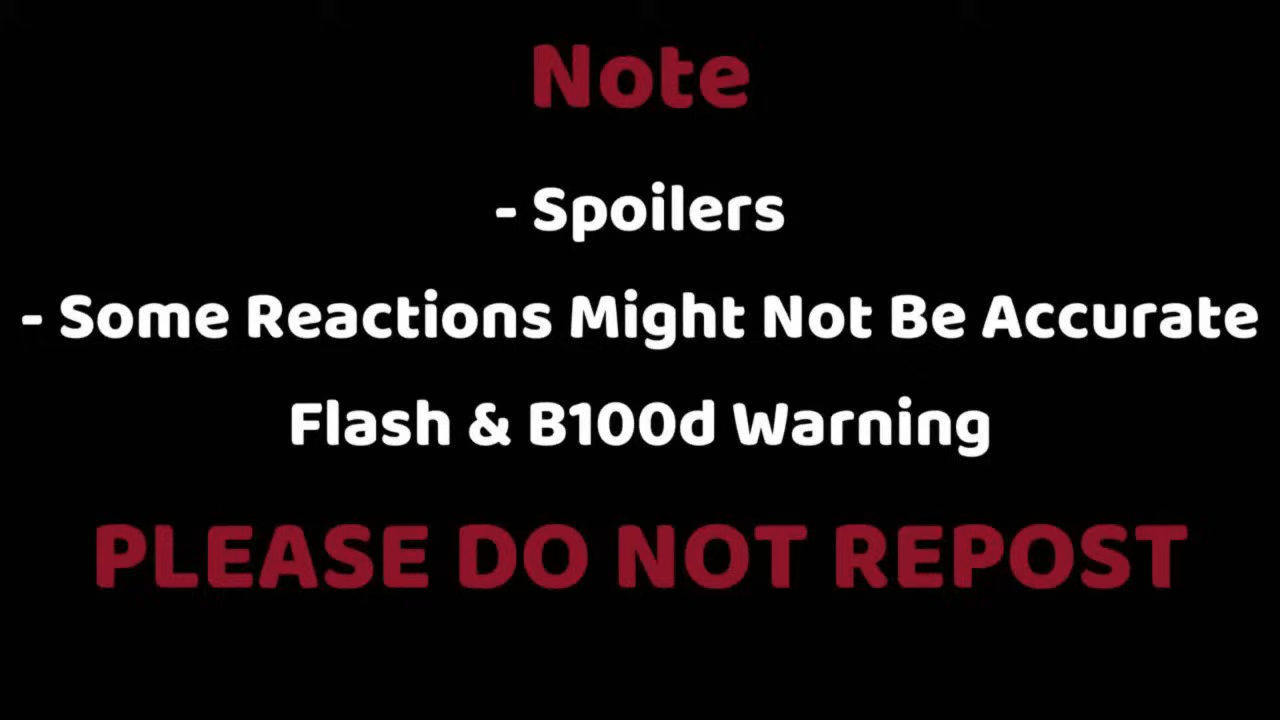 Note
- Spoilers
- Some Reactions Might Not Be Accurate
Flash & B100d Warning
PLEASE DO NOT REPOST